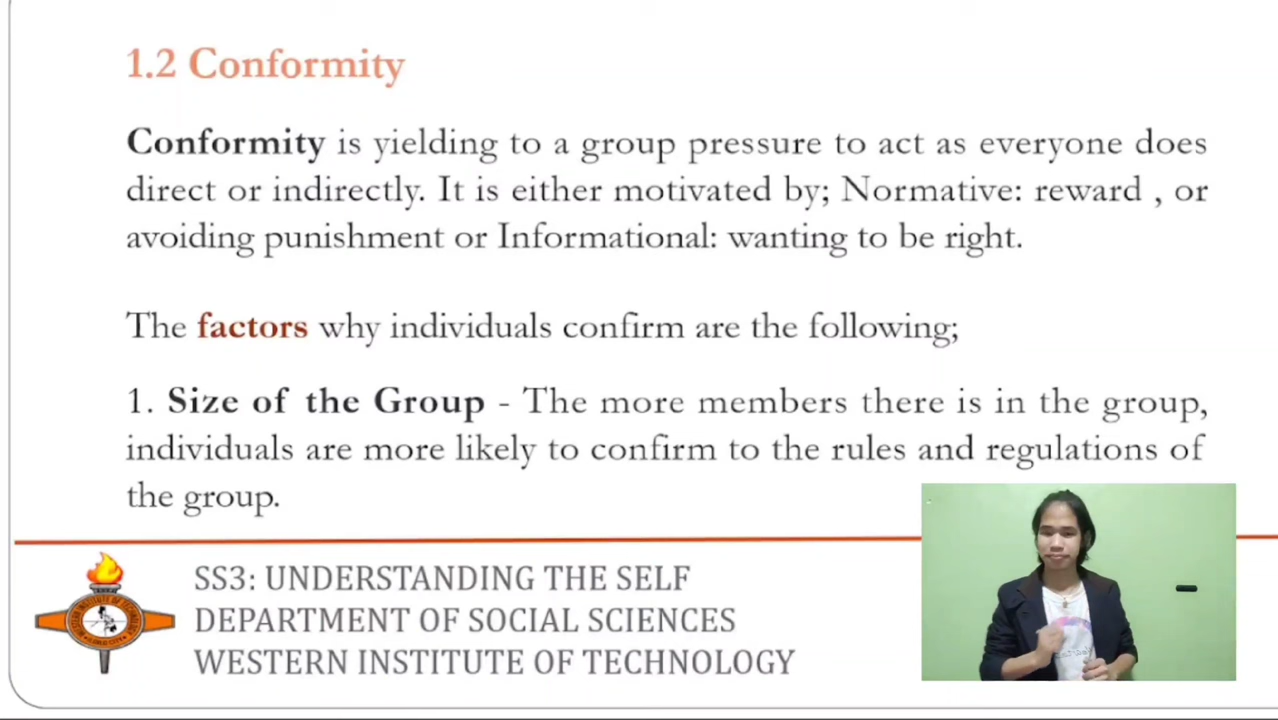 1.2 Conformity
Conformity is yielding to a group pressure to act as everyone does
direct or indirectly. It is either motivated by; Normative: reward , or
avoiding punishment or Informational: wanting to be right.
The factors why individuals confirm are the following;
1. Size of the Group - The more members there is in the group,
individuals are more likely to confirm to the rules and regulations of
the group.
SS3: UNDERSTANDING THE SELF
DEPARTMENT OF SOCIAL SCIENCES
WESTERN INSTITUTE OF TECHNOLOGY